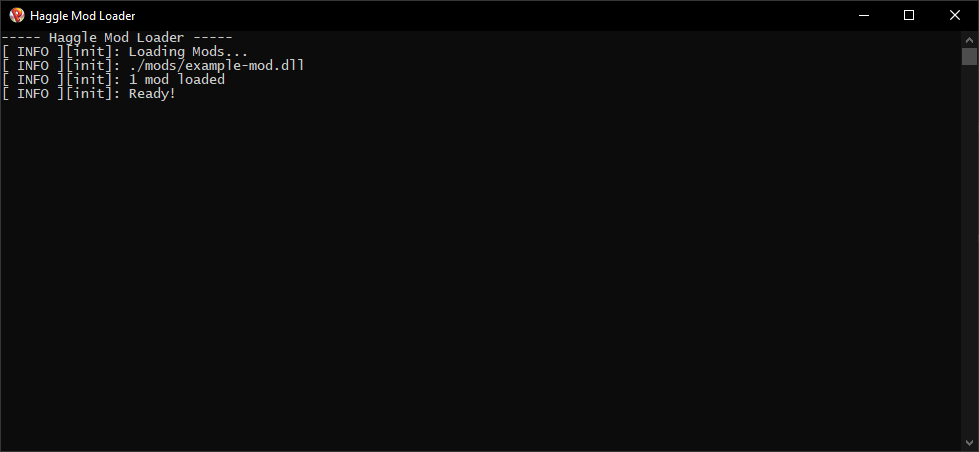 Haggle Mod Loader
----- Haggle Mod Loader -----
[ INFO ][init]: Loading Mods...
[ INFO ][init]: ./mods/example-mod.dll
[ INFO ][init]: 1 mod loaded
[ INFO ][init]: Ready!